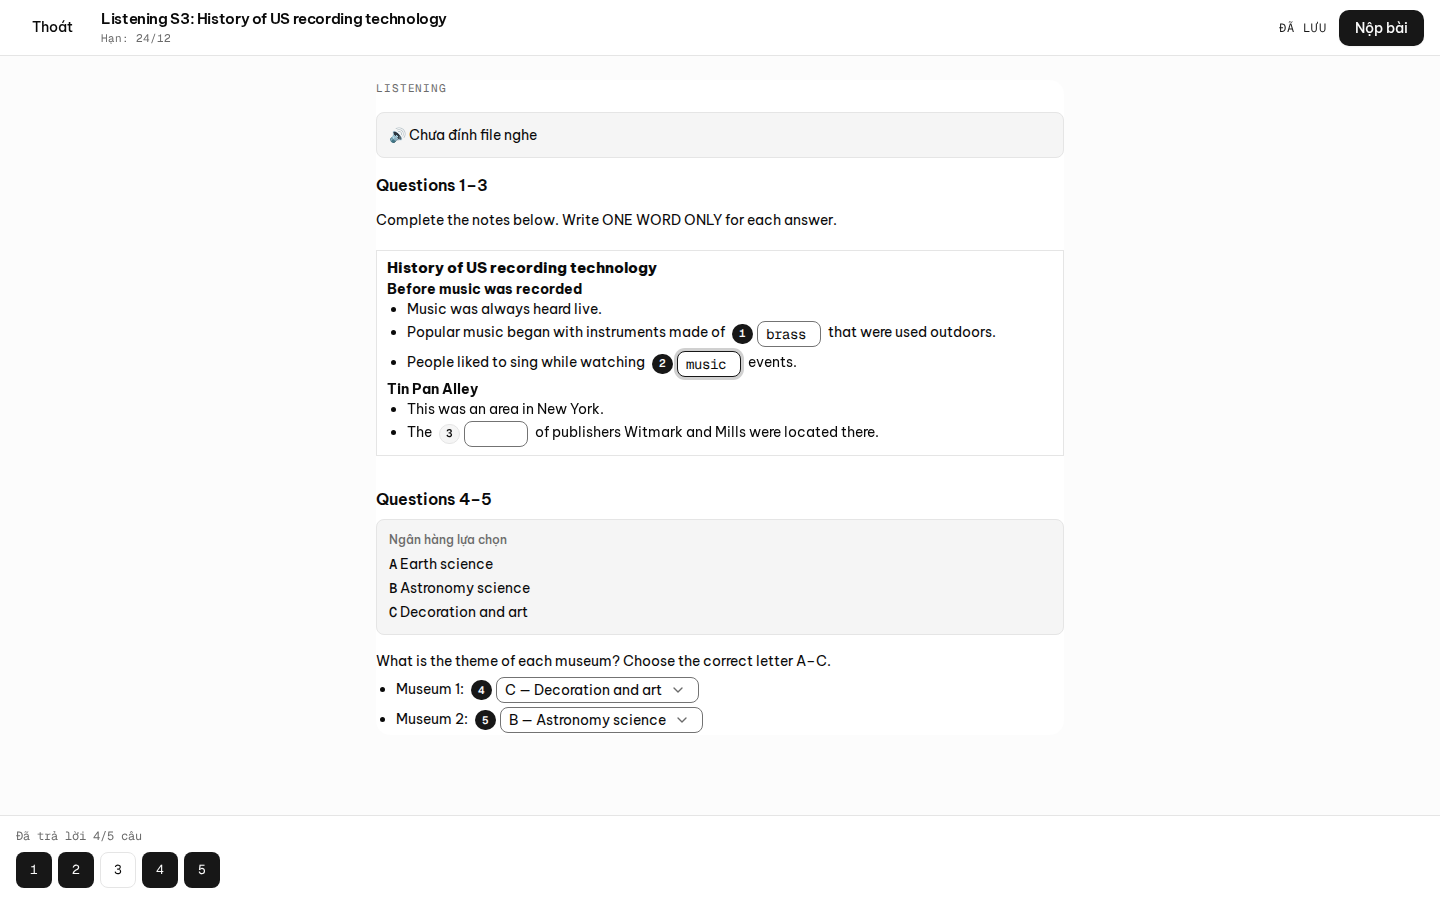 Thoát
Listening S3: History of US recording technology
Hạn: 24/12
ĐÃ LƯU
Nộp bài
LISTENING
🔊 Chưa đính file nghe
Questions 1–3
Complete the notes below. Write ONE WORD ONLY for each answer.
History of US recording technology
Before music was recorded
• Music was always heard live.
• Popular music began with instruments made of 1 brass that were used outdoors.
• People liked to sing while watching 2 music events.
Tin Pan Alley
• This was an area in New York.
• The 3 of publishers Witmark and Mills were located there.
Questions 4–5
Ngân hàng lựa chọn
A Earth science
B Astronomy science
C Decoration and art
What is the theme of each museum? Choose the correct letter A–C.
• Museum 1: 4 C — Decoration and art
• Museum 2: 5 B — Astronomy science
Đã trả lời 4/5 câu
1 2 3 4 5